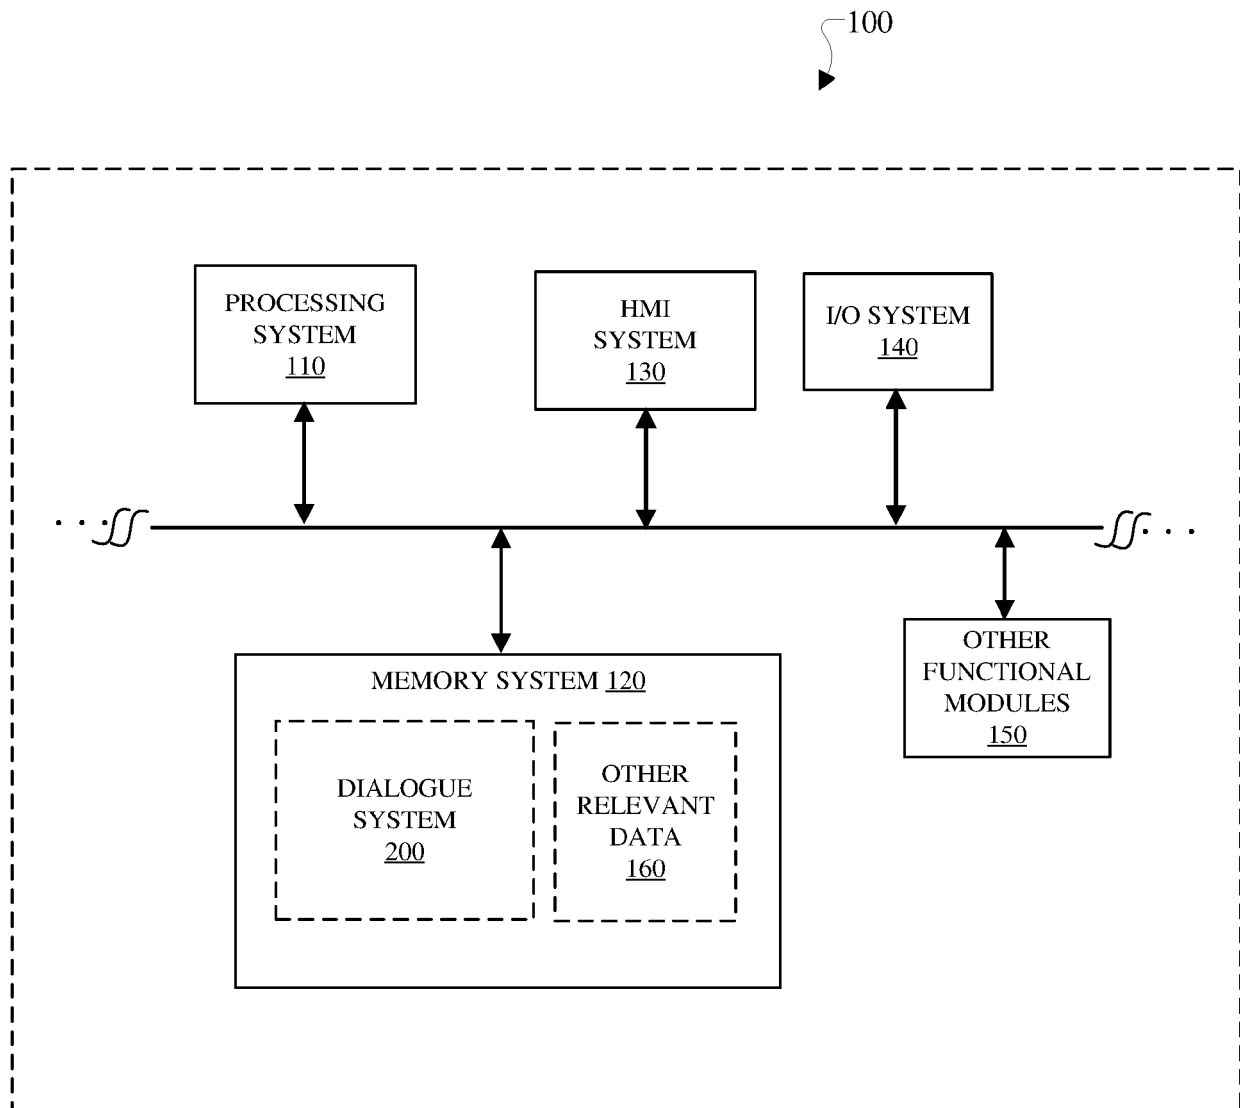 100
PROCESSING
SYSTEM
110
HMI
SYSTEM
130
I/O SYSTEM
140
MEMORY SYSTEM 120
DIALOGUE
SYSTEM
200
OTHER
RELEVANT
DATA
160
OTHER
FUNCTIONAL
MODULES
150